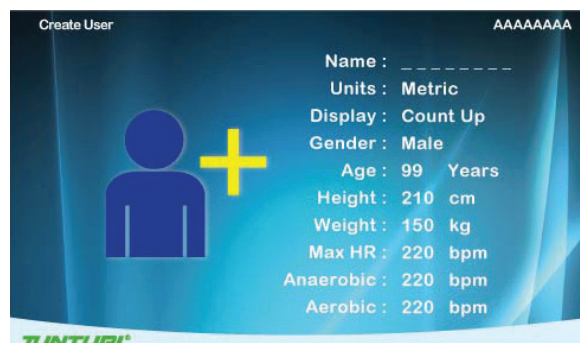 Create User
AAAAAAAA
Name : _ _ _ _ _ _ _ _
Units : Metric
Display : Count Up
Gender : Male
Age : 99 Years
Height : 210 cm
Weight : 150 kg
Max HR : 220 bpm
Anaerobic : 220 bpm
Aerobic : 220 bpm
TUNTURI®